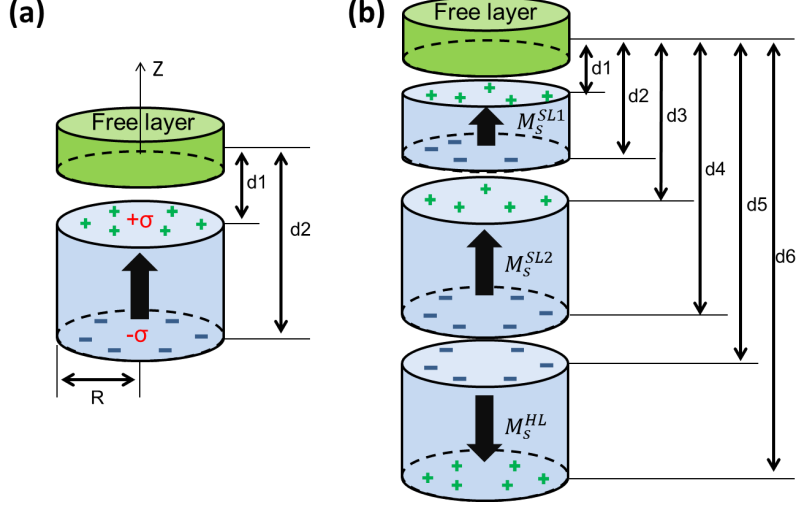 (a)
Z
Free layer
d1
d2
+σ
-σ
R
(b)
Free layer
d1
d2
d3
d4
d5
d6
M_S^{SL1}
M_S^{SL2}
M_S^{HL}